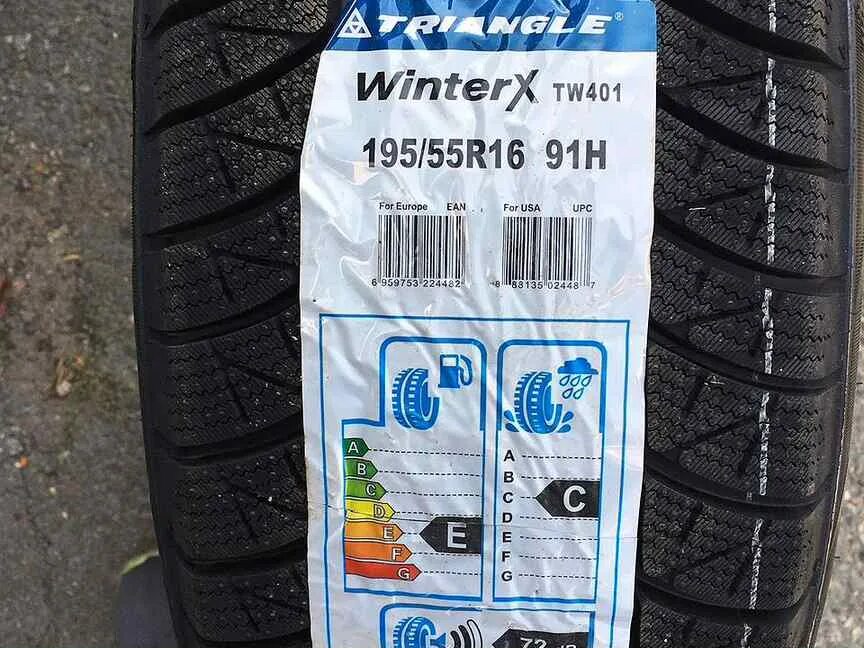 TRIANGLE®
WinterX TW401
195/55R16 91H
For Europe EAN For USA UPC
6 959753 224482
8 88135 02448 7
A
B
C
D
E
F
G
E
A
B
C
D
E
F
G
C